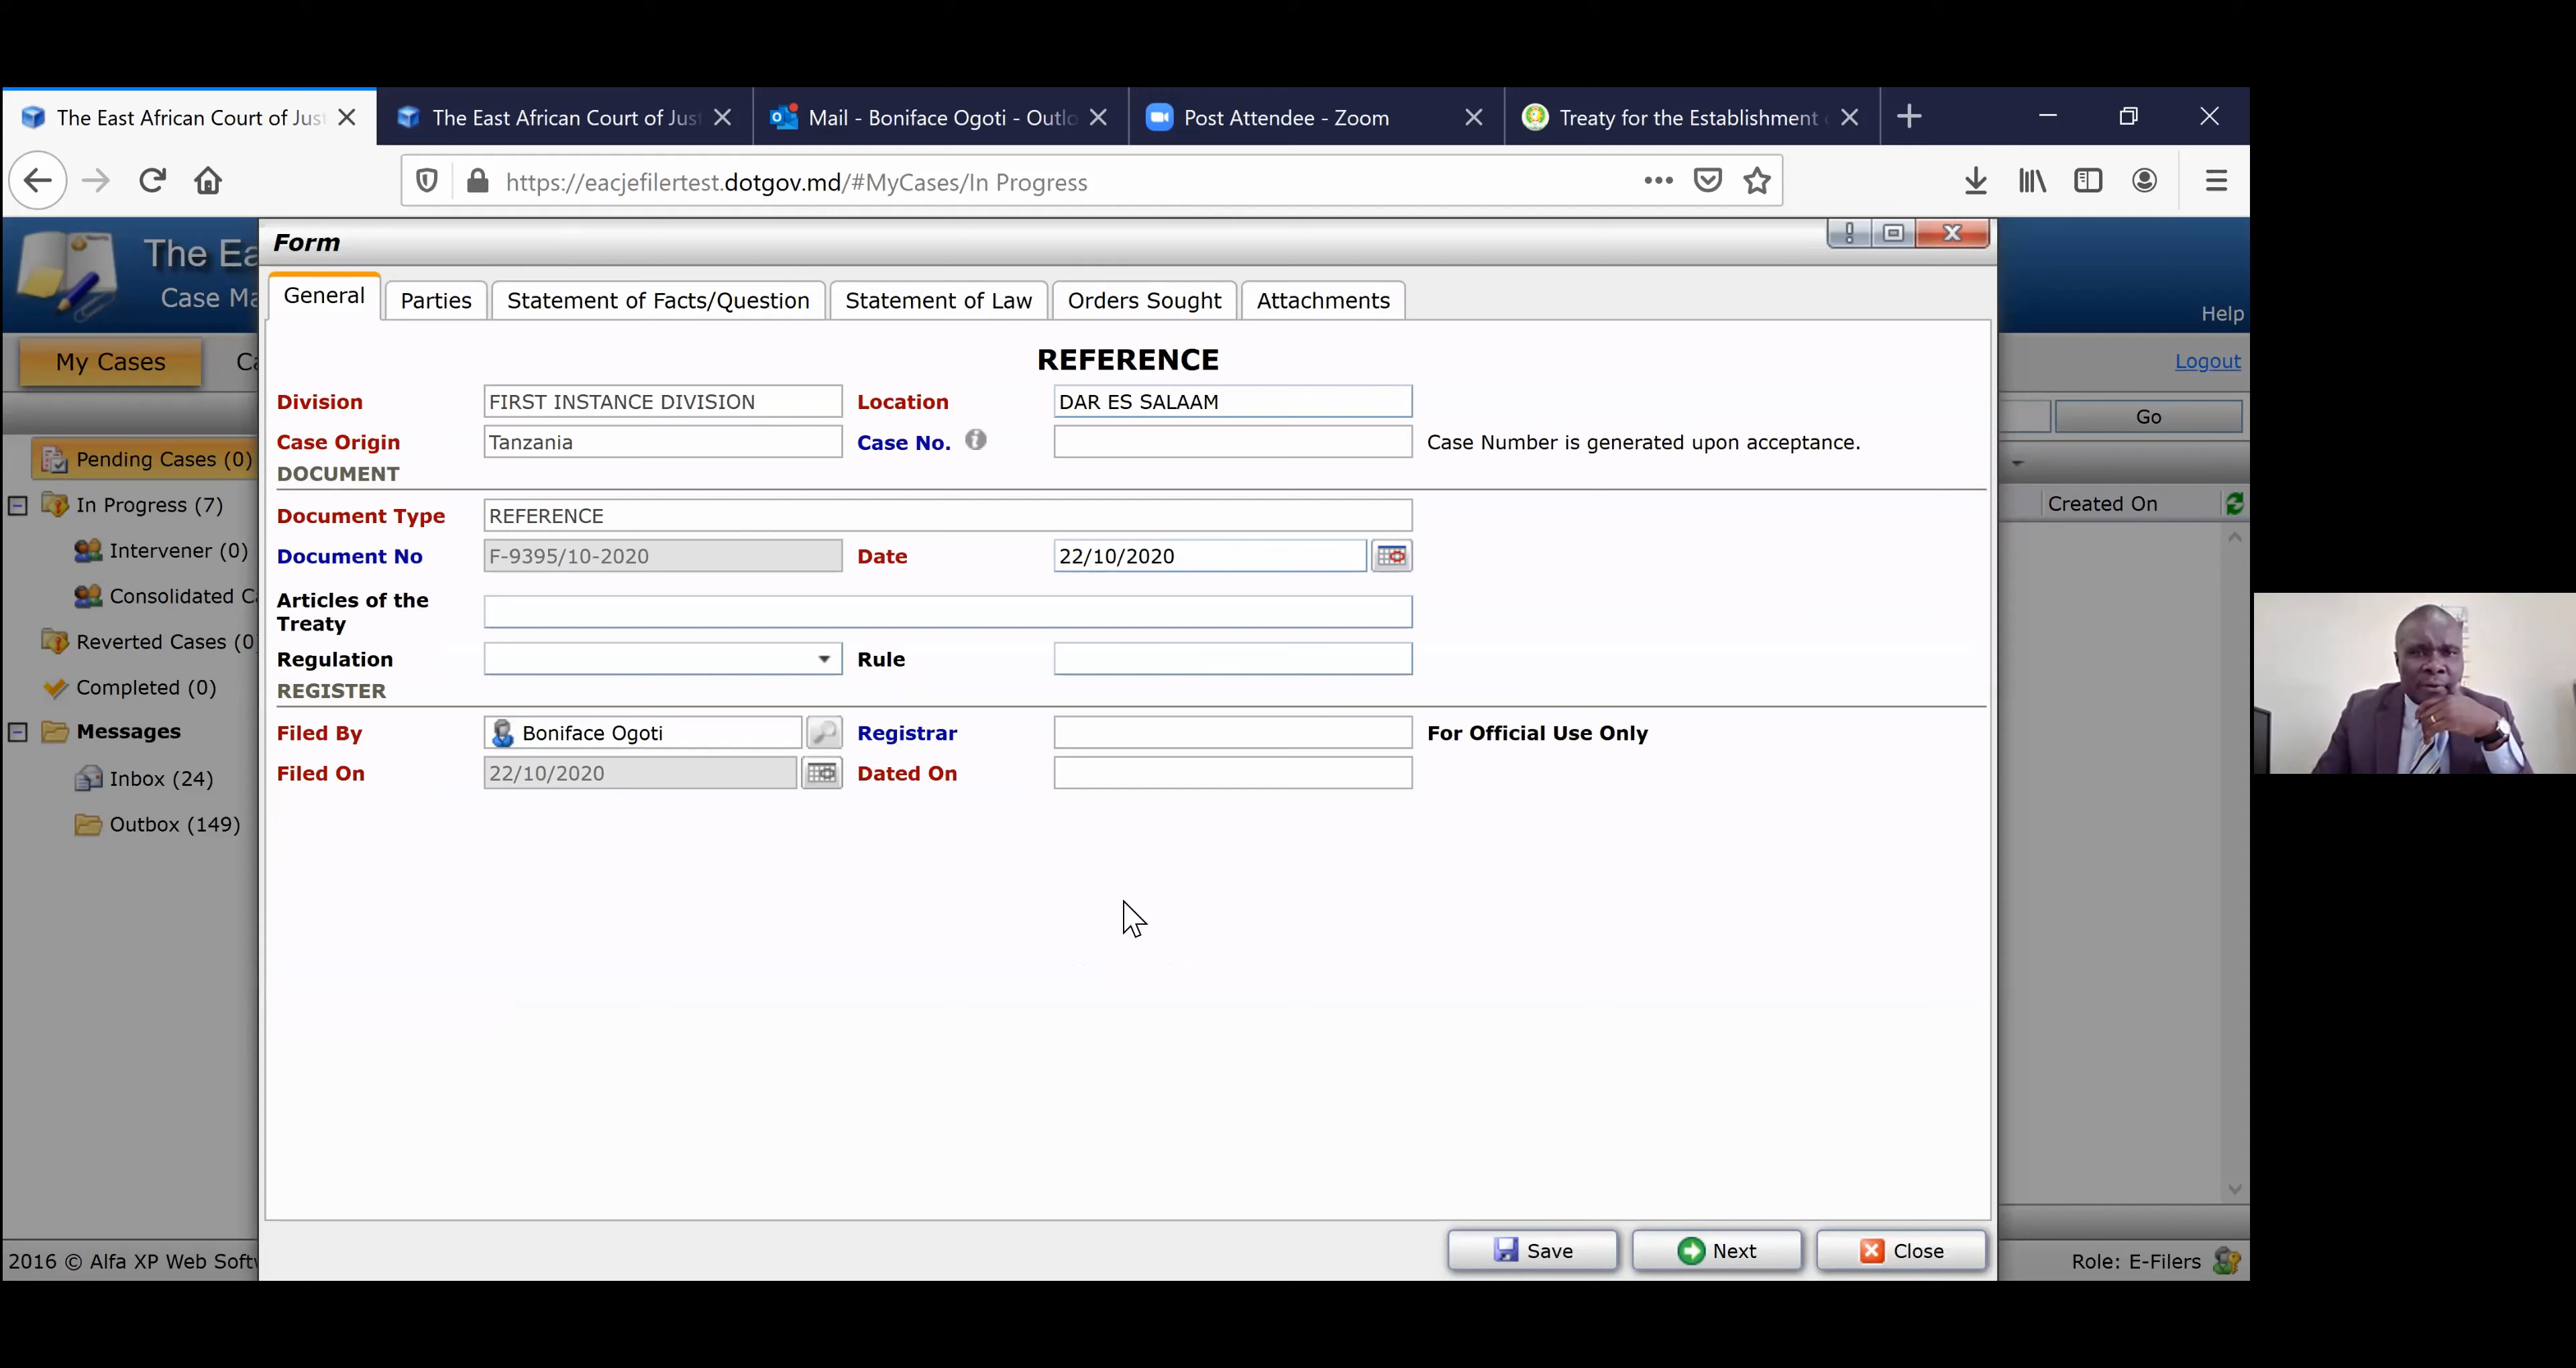 The East African Court of Jus
The East African Court of Jus
Mail - Boniface Ogoti - Outlo
Post Attendee - Zoom
Treaty for the Establishment
https://eacjefilertest.dotgov.md/#MyCases/In Progress
The Ea
Case Ma
Help
Form
General
Parties
Statement of Facts/Question
Statement of Law
Orders Sought
Attachments
My Cases
Ca
Logout
Go
REFERENCE
Division FIRST INSTANCE DIVISION Location DAR ES SALAAM
Case Origin Tanzania Case No. Case Number is generated upon acceptance.
DOCUMENT
Document Type REFERENCE
Document No F-9395/10-2020 Date 22/10/2020
Articles of the
Treaty
Regulation Rule
REGISTER
Filed By Boniface Ogoti Registrar For Official Use Only
Filed On 22/10/2020 Dated On
Pending Cases (0)
In Progress (7)
Intervener (0)
Consolidated Ca
Reverted Cases (0)
Completed (0)
Messages
Inbox (24)
Outbox (149)
Created On
Save
Next
Close
2016 © Alfa XP Web Softw
Role: E-Filers